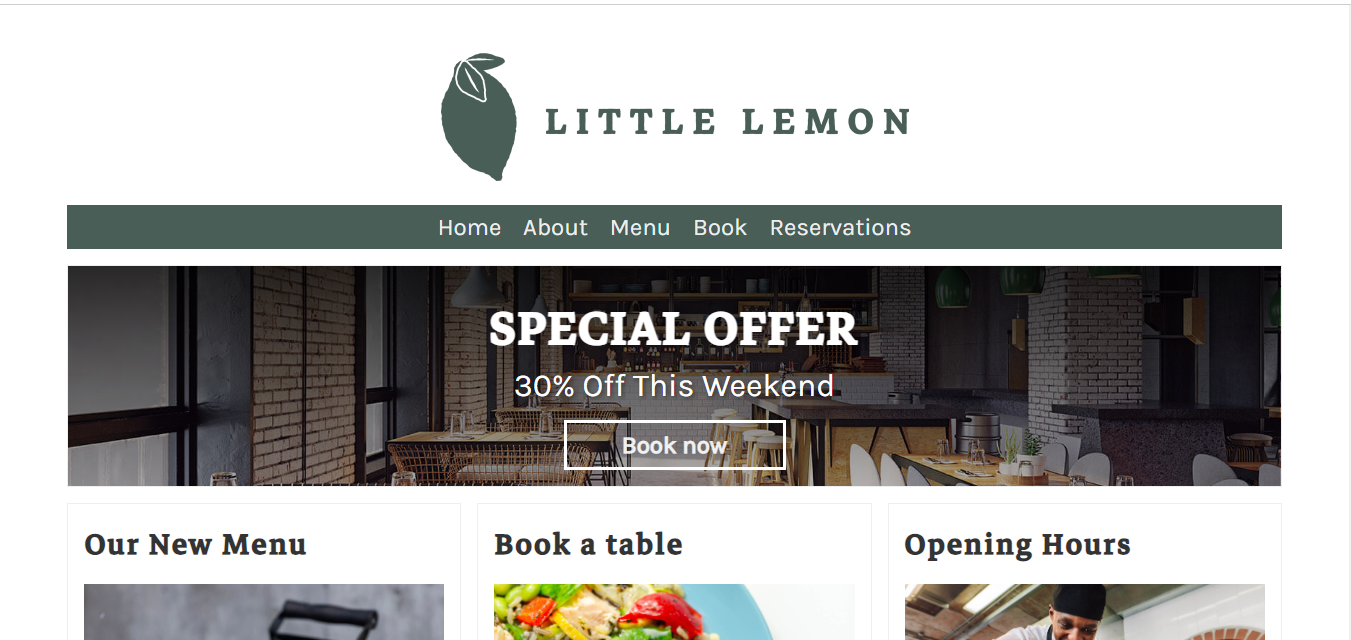 LITTLE LEMON
Home About Menu Book Reservations
SPECIAL OFFER
30% Off This Weekend
Book now
Our New Menu
Book a table
Opening Hours